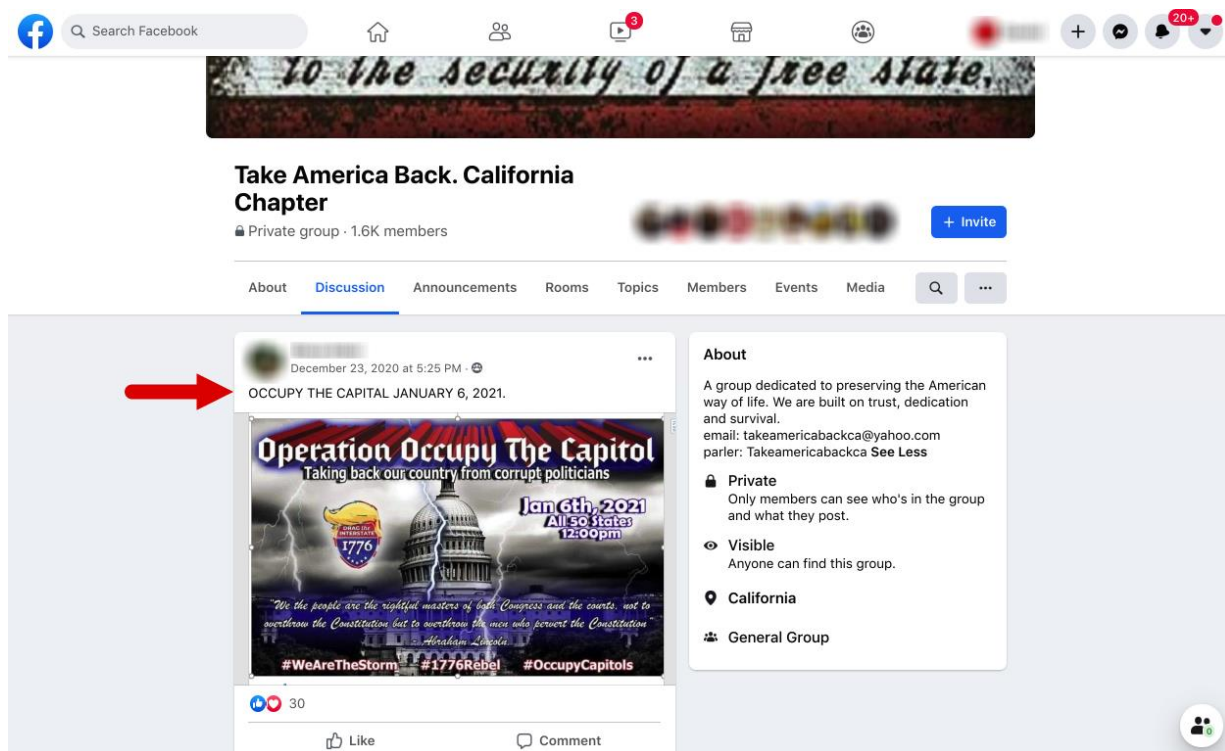 Search Facebook
3
20+
to the security of a free state,
Take America Back. California
Chapter
Private group · 1.6K members
+ Invite
About Discussion Announcements Rooms Topics Members Events Media
December 23, 2020 at 5:25 PM ·
OCCUPY THE CAPITAL JANUARY 6, 2021.
Operation Occupy The Capitol
Taking back our country from corrupt politicians
Jan 6th, 2021
All 50 States
12:00pm
DRAG the
INTERSTATE
1776
"We the people are the rightful masters of both Congress and the courts, not to
overthrow the Constitution but to overthrow the men who pervert the Constitution"
- Abraham Lincoln
#WeAreTheStorm #1776Rebel #OccupyCapitols
30
Like Comment
About
A group dedicated to preserving the American
way of life. We are built on trust, dedication
and survival.
email: takeamericabackca@yahoo.com
parler: Takeamericabackca See Less
Private
Only members can see who's in the group
and what they post.
Visible
Anyone can find this group.
California
General Group
0